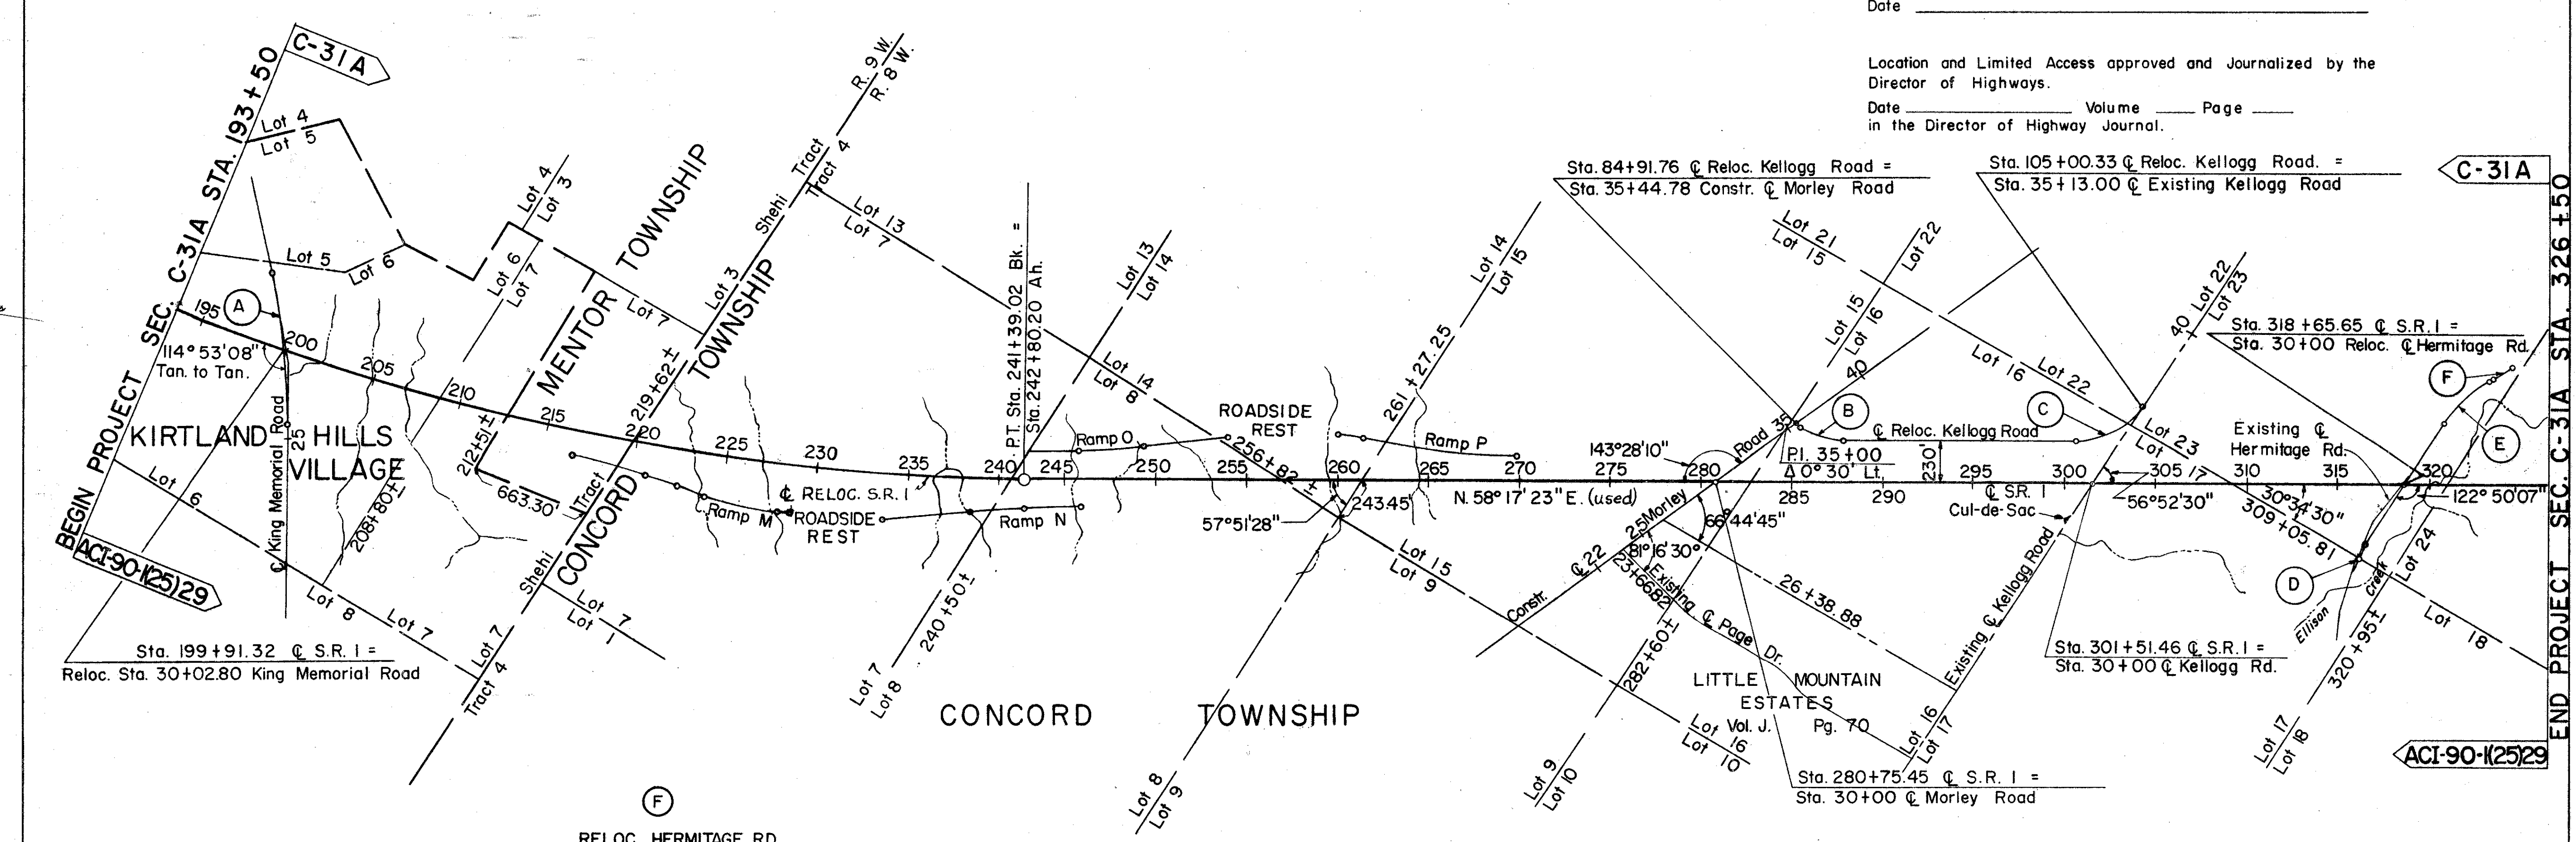 Date
Location and Limited Access approved and Journalized by the
Director of Highways.
Date Volume Page
in the Director of Highway Journal.
C-31A
BEGIN PROJECT SEC. C-31A STA. 193+50
Lot 4
Lot 5
Lot 5
Lot 6
Lot 4
Lot 3
Lot 6
Lot 7
Lot 7
MENTOR TOWNSHIP
Shehi Tract
Tract 4
R. 9 W.
R. 8 W.
Lot 3
TOWNSHIP
Lot 13
Lot 7
P.T. Sta. 241+39.02 Bk. =
Sta. 242+80.20 Ah.
Lot 13
Lot 14
Lot 14
Lot 8
Lot 14
Lot 15
261+27.25
Sta. 84+91.76 ℄ Reloc. Kellogg Road =
Sta. 35+44.78 Constr. ℄ Morley Road
Sta. 105+00.33 ℄ Reloc. Kellogg Road. =
Sta. 35+13.00 ℄ Existing Kellogg Road
C-31A
Lot 21
Lot 15
Lot 22
Lot 15
Lot 16
40
Lot 16
Lot 22
40
Lot 22
Lot 23
Sta. 318+65.65 ℄ S.R. 1 =
Sta. 30+00 Reloc. ℄ Hermitage Rd.
END PROJECT SEC. C-31A STA. 326+50
A
195
200
205
210
215
220
225
230
235
240
245
250
255
260
265
270
275
280
285
290
295
300
305
310
315
320
114° 53'08"
Tan. to Tan.
KIRTLAND HILLS
VILLAGE
℄ King Memorial Road
25
208+80±
212+51±
663.30'
219+62±
Tract
Shehi
CONCORD
℄ RELOC. S.R. 1
Ramp M
ROADSIDE
REST
Ramp N
Ramp O
ROADSIDE
REST
Ramp P
256+82
1+
243.45'
57°51'28"
N. 58° 17' 23" E. (used)
143°28'10"
Road 35
P.I. 35+00
Δ 0° 30' Lt.
B
C
℄ Reloc. Kellogg Road
230'
℄ S.R. 1
Cul-de-Sac
Lot 23
Lot 17
56° 52'30"
Existing ℄
Hermitage Rd.
F
E
D
122° 50'07"
30°34'30"
309+05.81
Lot 24
Ellison Creek
320+95±
Lot 18
Lot 17
Lot 18
Lot 6
Lot 8
Lot 7
Lot 7
Tract 4
Lot 7
Lot 1
ACI-90-1(25)29
Sta. 199+91.32 ℄ S.R. 1 =
Reloc. Sta. 30+02.80 King Memorial Road
240+50±
Lot 7
Lot 8
Lot 15
Lot 9
Lot 8
Lot 9
CONCORD TOWNSHIP
Constr. ℄ 22
25 Morley
81°16'30"
66°44'45"
23+66.82
Existing ℄ Page Dr.
26+38.88
282+60±
Lot 9
Lot 10
LITTLE MOUNTAIN
ESTATES
Vol. J. Pg. 70
Lot 16
Lot 10
Existing ℄ Kellogg Road
Lot 16
Lot 17
Sta. 301+51.46 ℄ S.R. 1 =
Sta. 30+00 ℄ Kellogg Rd.
Sta. 280+75.45 ℄ S.R. 1 =
Sta. 30+00 ℄ Morley Road
ACI-90-1(25)29
F
RELOC. HERMITAGE RD.